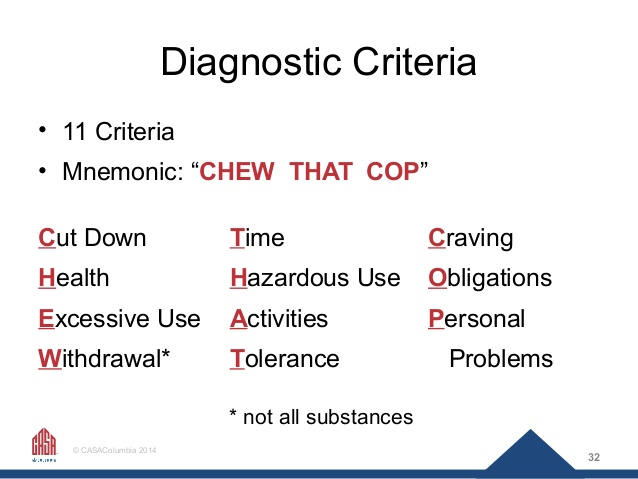 Diagnostic Criteria
• 11 Criteria
• Mnemonic: “CHEW THAT COP”
Cut Down
Health
Excessive Use
Withdrawal*
Time
Hazardous Use
Activities
Tolerance
Craving
Obligations
Personal
Problems
* not all substances
CASA
© CASAColumbia 2014
32